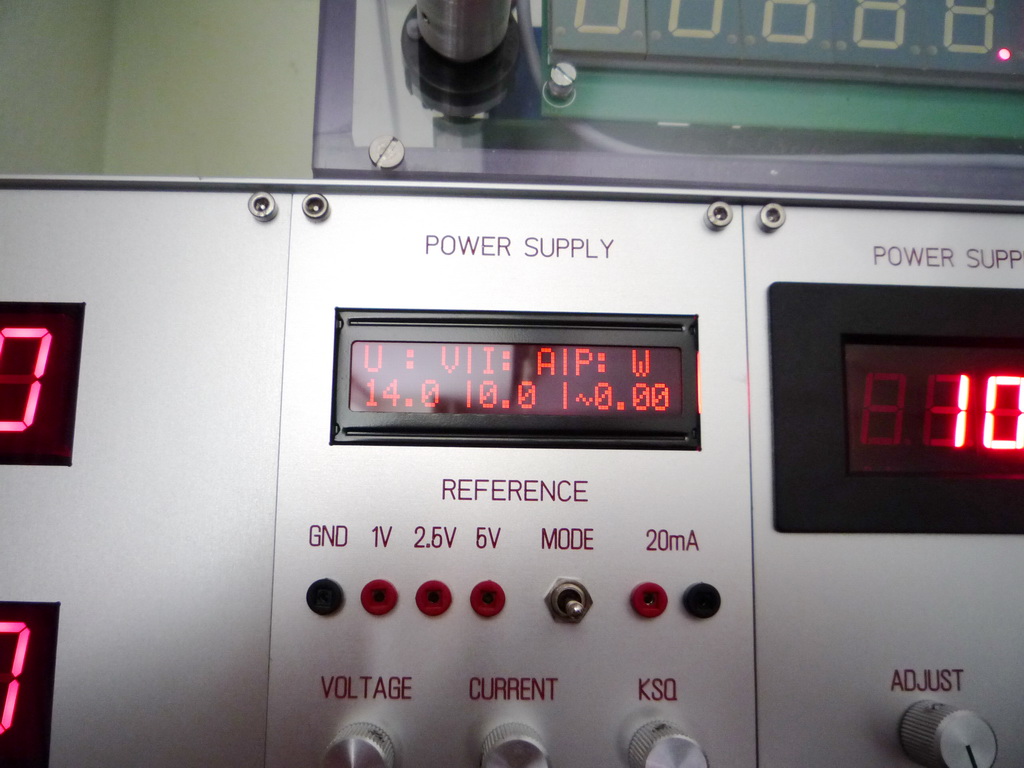 POWER SUPPLY
U : V|I: A|P: W
14.0 |0.0 |~0.00
REFERENCE
GND 1V 2.5V 5V MODE 20mA
VOLTAGE CURRENT KSQ
POWER
10
ADJUST